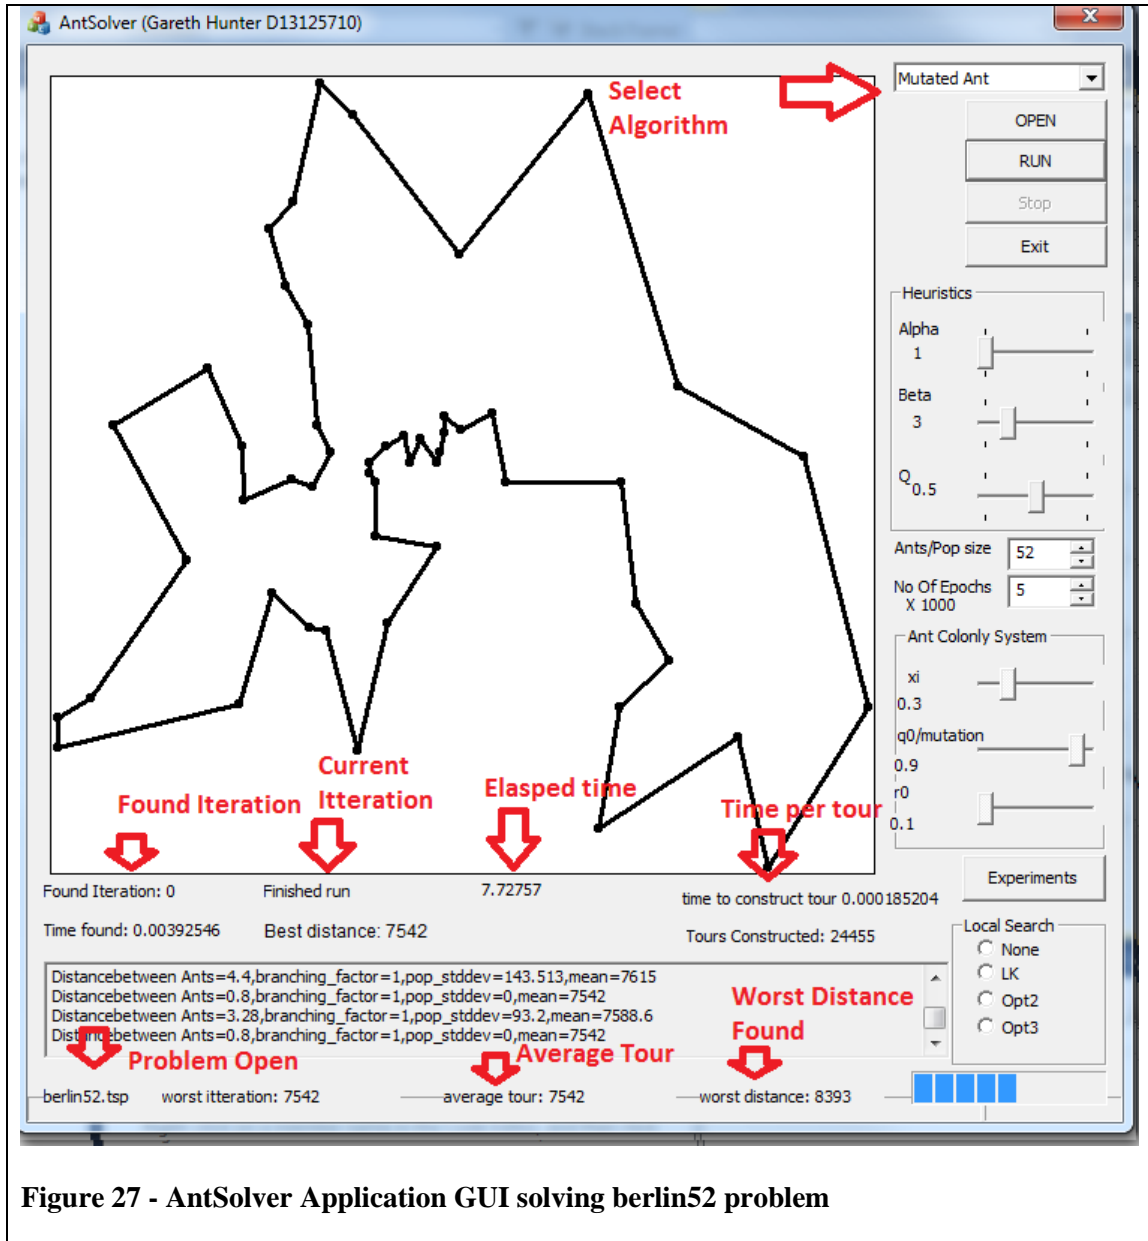 AntSolver (Gareth Hunter D13125710)
x
Select
Algorithm
Mutated Ant
OPEN
RUN
Stop
Exit
Heuristics
Alpha
1
Beta
3
Q
0.5
Ants/Pop size
52
No Of Epochs
X 1000
5
Ant Colonly System
xi
0.3
q0/mutation
0.9
r0
0.1
Experiments
Current
Itteration
Found Iteration
Elasped time
Time per tour
Found Iteration: 0
Finished run
7.72757
time to construct tour 0.000185204
Time found: 0.00392546
Best distance: 7542
Tours Constructed: 24455
Local Search
None
LK
Opt2
Opt3
Distancebetween Ants=4.4,branching_factor=1,pop_stddev=143.513,mean=7615
Distancebetween Ants=0.8,branching_factor=1,pop_stddev=0,mean=7542
Distancebetween Ants=3.28,branching_factor=1,pop_stddev=93.2,mean=7588.6
Distancebetween Ants=0.8,branching_factor=1,pop_stddev=0,mean=7542
Worst Distance
Found
Problem Open
Average Tour
berlin52.tsp
worst itteration: 7542
average tour: 7542
worst distance: 8393
Figure 27 - AntSolver Application GUI solving berlin52 problem